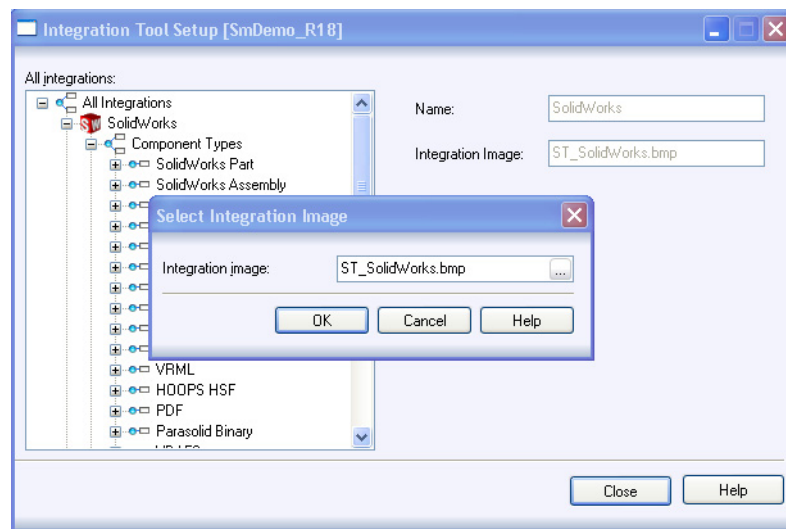 Integration Tool Setup [SmDemo_R18]
All integrations:
All Integrations
SolidWorks
Component Types
SolidWorks Part
SolidWorks Assembly
Name:
SolidWorks
Integration Image:
ST_SolidWorks.bmp
Select Integration Image
Integration image:
ST_SolidWorks.bmp
...
OK
Cancel
Help
VRML
HOOPS HSF
PDF
Parasolid Binary
Close
Help